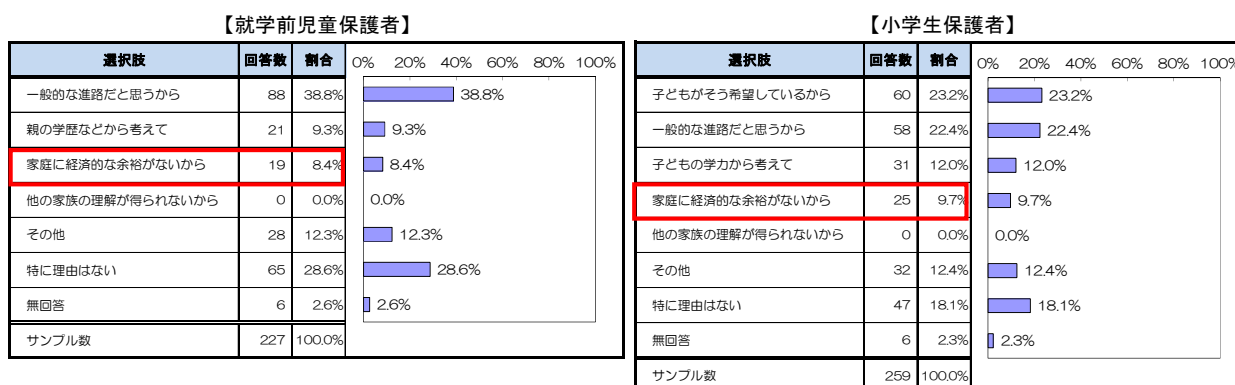 【就学前児童保護者】
選択肢 回答数 割合 0% 20% 40% 60% 80% 100%
一般的な進路だと思うから 88 38.8% 38.8%
親の学歴などから考えて 21 9.3% 9.3%
家庭に経済的な余裕がないから 19 8.4% 8.4%
他の家族の理解が得られないから 0 0.0% 0.0%
その他 28 12.3% 12.3%
特に理由はない 65 28.6% 28.6%
無回答 6 2.6% 2.6%
サンプル数 227 100.0%
【小学生保護者】
選択肢 回答数 割合 0% 20% 40% 60% 80% 100%
子どもがそう希望しているから 60 23.2% 23.2%
一般的な進路だと思うから 58 22.4% 22.4%
子どもの学力から考えて 31 12.0% 12.0%
家庭に経済的な余裕がないから 25 9.7% 9.7%
他の家族の理解が得られないから 0 0.0% 0.0%
その他 32 12.4% 12.4%
特に理由はない 47 18.1% 18.1%
無回答 6 2.3% 2.3%
サンプル数 259 100.0%